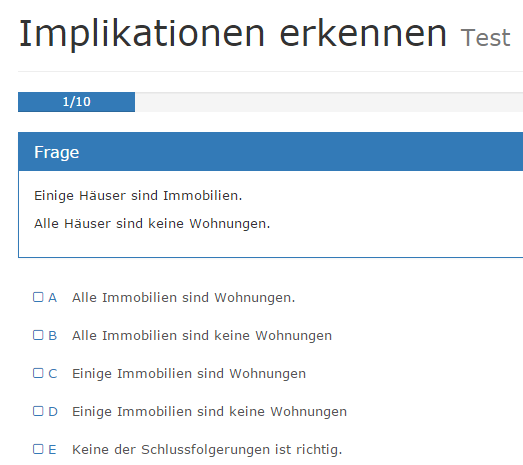 Implikationen erkennen Test
1/10
Frage
Einige Häuser sind Immobilien.
Alle Häuser sind keine Wohnungen.
A Alle Immobilien sind Wohnungen.
B Alle Immobilien sind keine Wohnungen
C Einige Immobilien sind Wohnungen
D Einige Immobilien sind keine Wohnungen
E Keine der Schlussfolgerungen ist richtig.